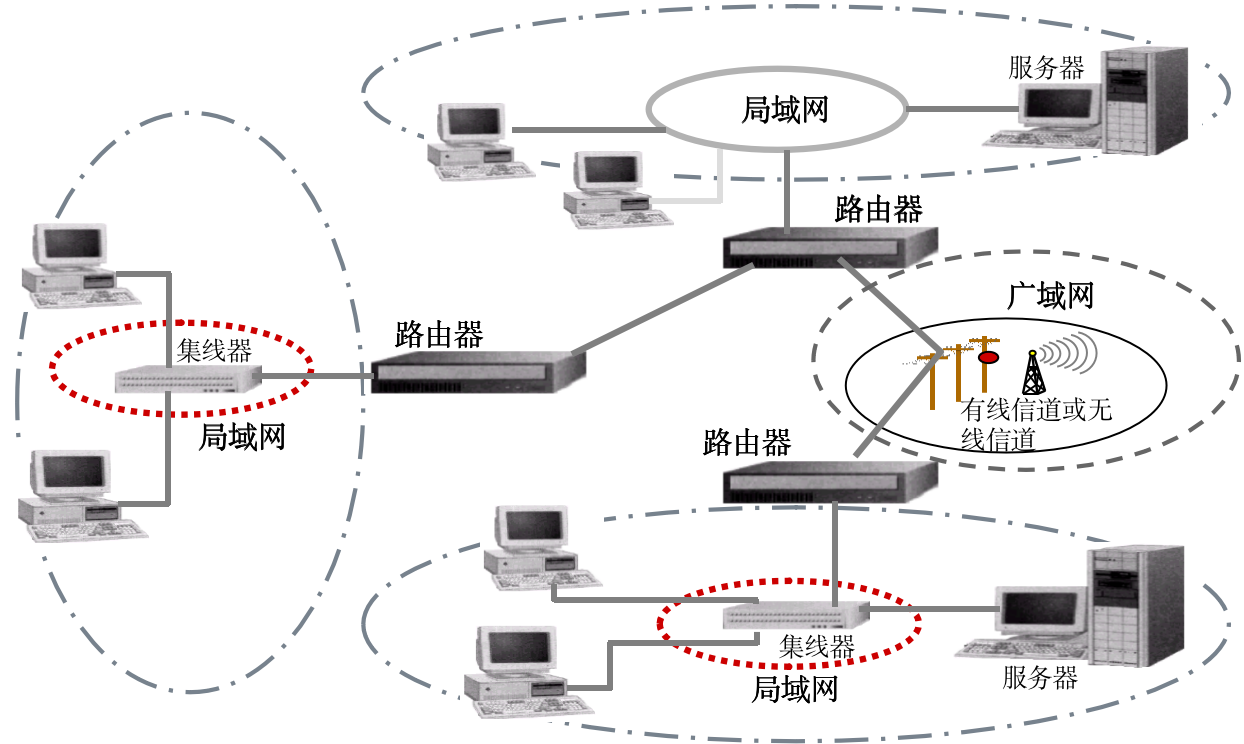 服务器
局域网
路由器
广域网
路由器
集线器
有线信道或无
线信道
局域网
路由器
集线器
服务器
局域网